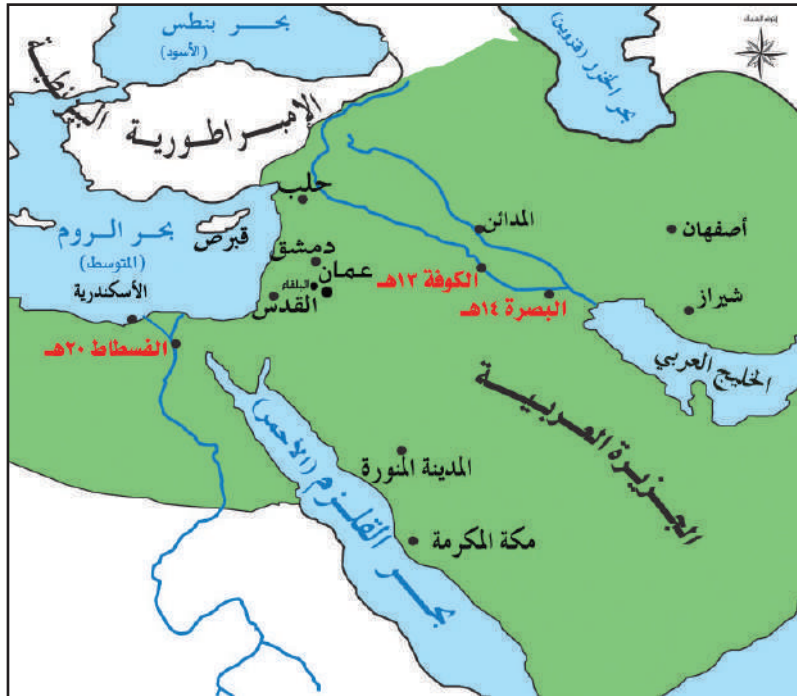 بحر بنطس
(الأسود)
بحر الخزر (قزوين)
الإمبراطورية
البيزنطية
حلب
المدائن
أصفهان
بحر الروم
(المتوسط)
قبرص
دمشق
عمان
البلقاء
القدس
الكوفة ١٣هـ
البصرة ١٤هـ
شيراز
الأسكندرية
الفسطاط ٢٠هـ
الخليج العربي
الجزيرة العربية
المدينة المنورة
بحر القلزم (الأحمر)
مكة المكرمة